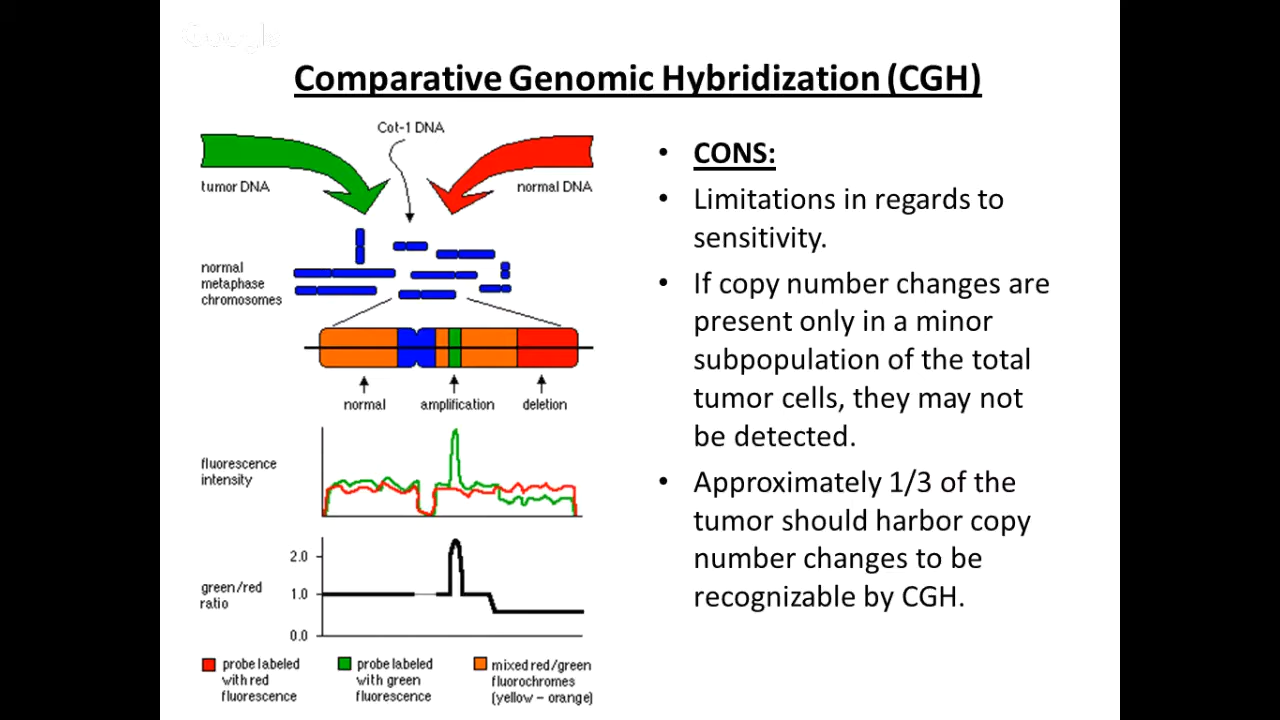 Google
Comparative Genomic Hybridization (CGH)
Cot-1 DNA
tumor DNA
normal DNA
normal
metaphase
chromosomes
normal
amplification
deletion
fluorescence
intensity
2.0
green/red
ratio
1.0
0.0
probe labeled
with red
fluorescence
probe labeled
with green
fluorescence
mixed red/green
fluorochromes
(yellow – orange)
• CONS:
• Limitations in regards to
sensitivity.
• If copy number changes are
present only in a minor
subpopulation of the total
tumor cells, they may not
be detected.
• Approximately 1/3 of the
tumor should harbor copy
number changes to be
recognizable by CGH.